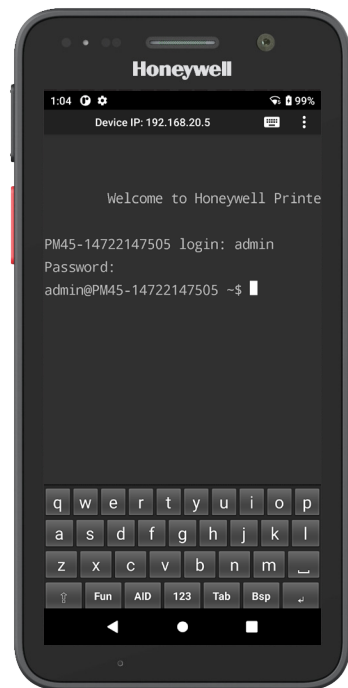 Honeywell
1:04 99%
Device IP: 192.168.20.5
Welcome to Honeywell Printe
PM45-14722147505 login: admin
Password:
admin@PM45-14722147505 ~$
q w e r t y u i o p
a s d f g h j k l
z x c v b n m
Fun AID 123 Tab Bsp